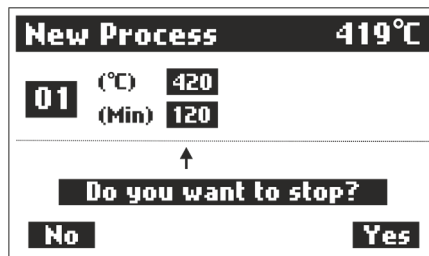 New Process 419℃
01 (℃) 420
(Min) 120
Do you want to stop?
No Yes